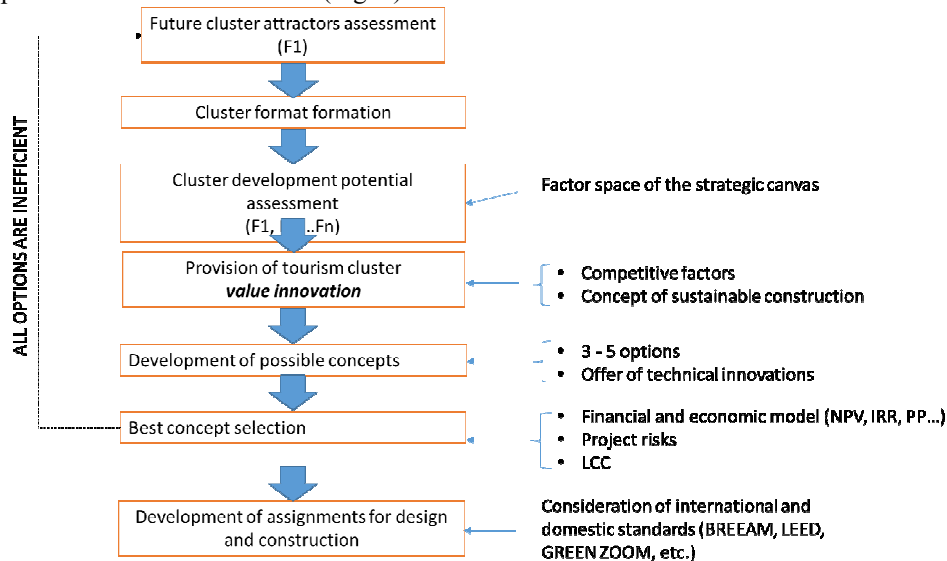 Future cluster attractors assessment
(F1)
Cluster format formation
Cluster development potential
assessment
(F1, ..Fn)
Factor space of the strategic canvas
Provision of tourism cluster
value innovation
• Competitive factors
• Concept of sustainable construction
Development of possible concepts
• 3 - 5 options
• Offer of technical innovations
Best concept selection
• Financial and economic model (NPV, IRR, PP...)
• Project risks
• LCC
Development of assignments for design
and construction
Consideration of international and
domestic standards (BREEAM, LEED,
GREEN ZOOM, etc.)
ALL OPTIONS ARE INEFICIENT